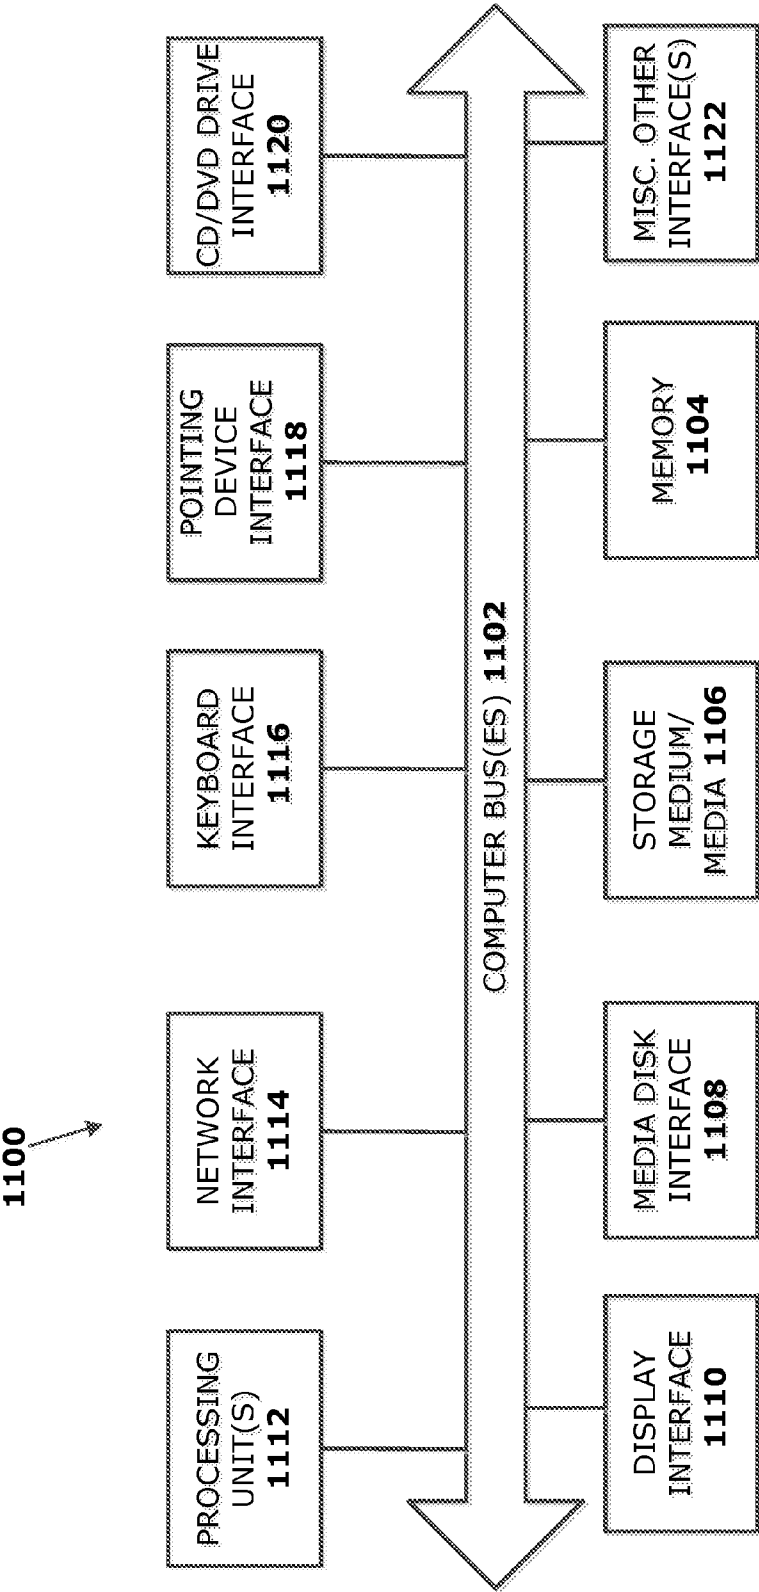 1100
PROCESSING
UNIT(S)
1112
NETWORK
INTERFACE
1114
KEYBOARD
INTERFACE
1116
POINTING
DEVICE
INTERFACE
1118
CD/DVD DRIVE
INTERFACE
1120
COMPUTER BUS(ES) 1102
DISPLAY
INTERFACE
1110
MEDIA DISK
INTERFACE
1108
STORAGE
MEDIUM/
MEDIA 1106
MEMORY
1104
MISC. OTHER
INTERFACE(S)
1122